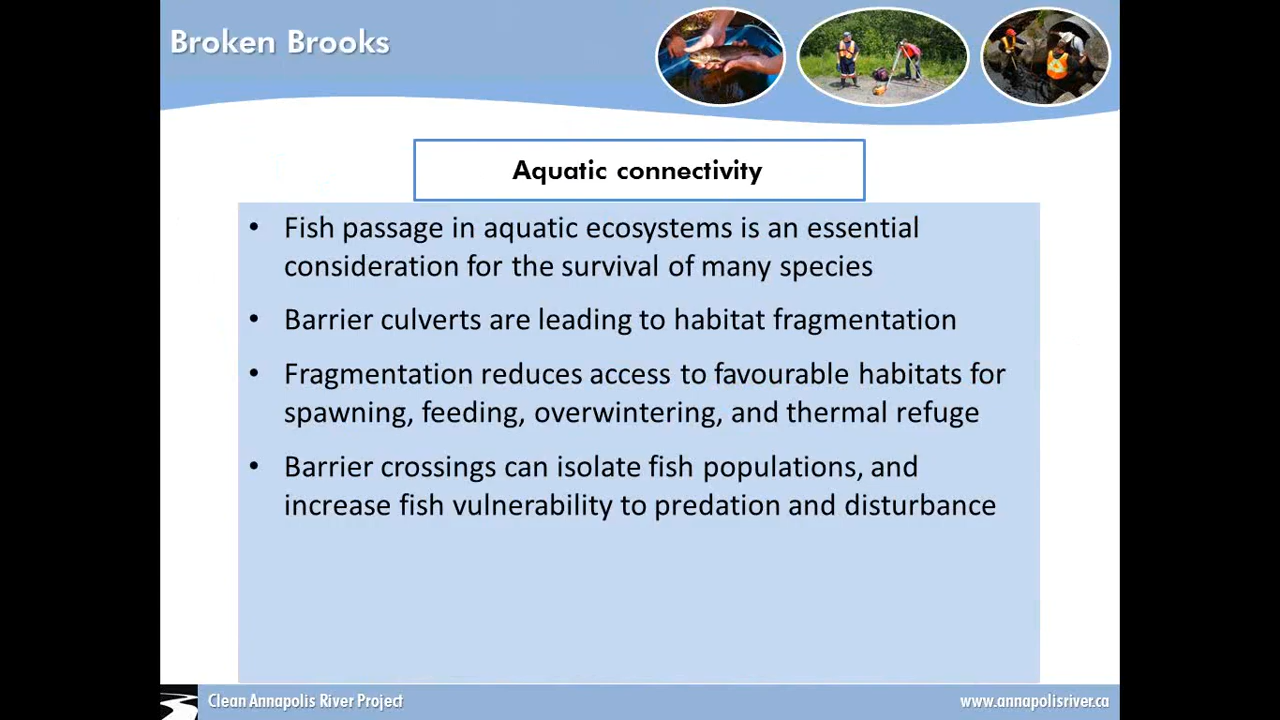 Broken Brooks
Aquatic connectivity
• Fish passage in aquatic ecosystems is an essential
consideration for the survival of many species
• Barrier culverts are leading to habitat fragmentation
• Fragmentation reduces access to favourable habitats for
spawning, feeding, overwintering, and thermal refuge
• Barrier crossings can isolate fish populations, and
increase fish vulnerability to predation and disturbance
Clean Annapolis River Project
www.annapolisriver.ca